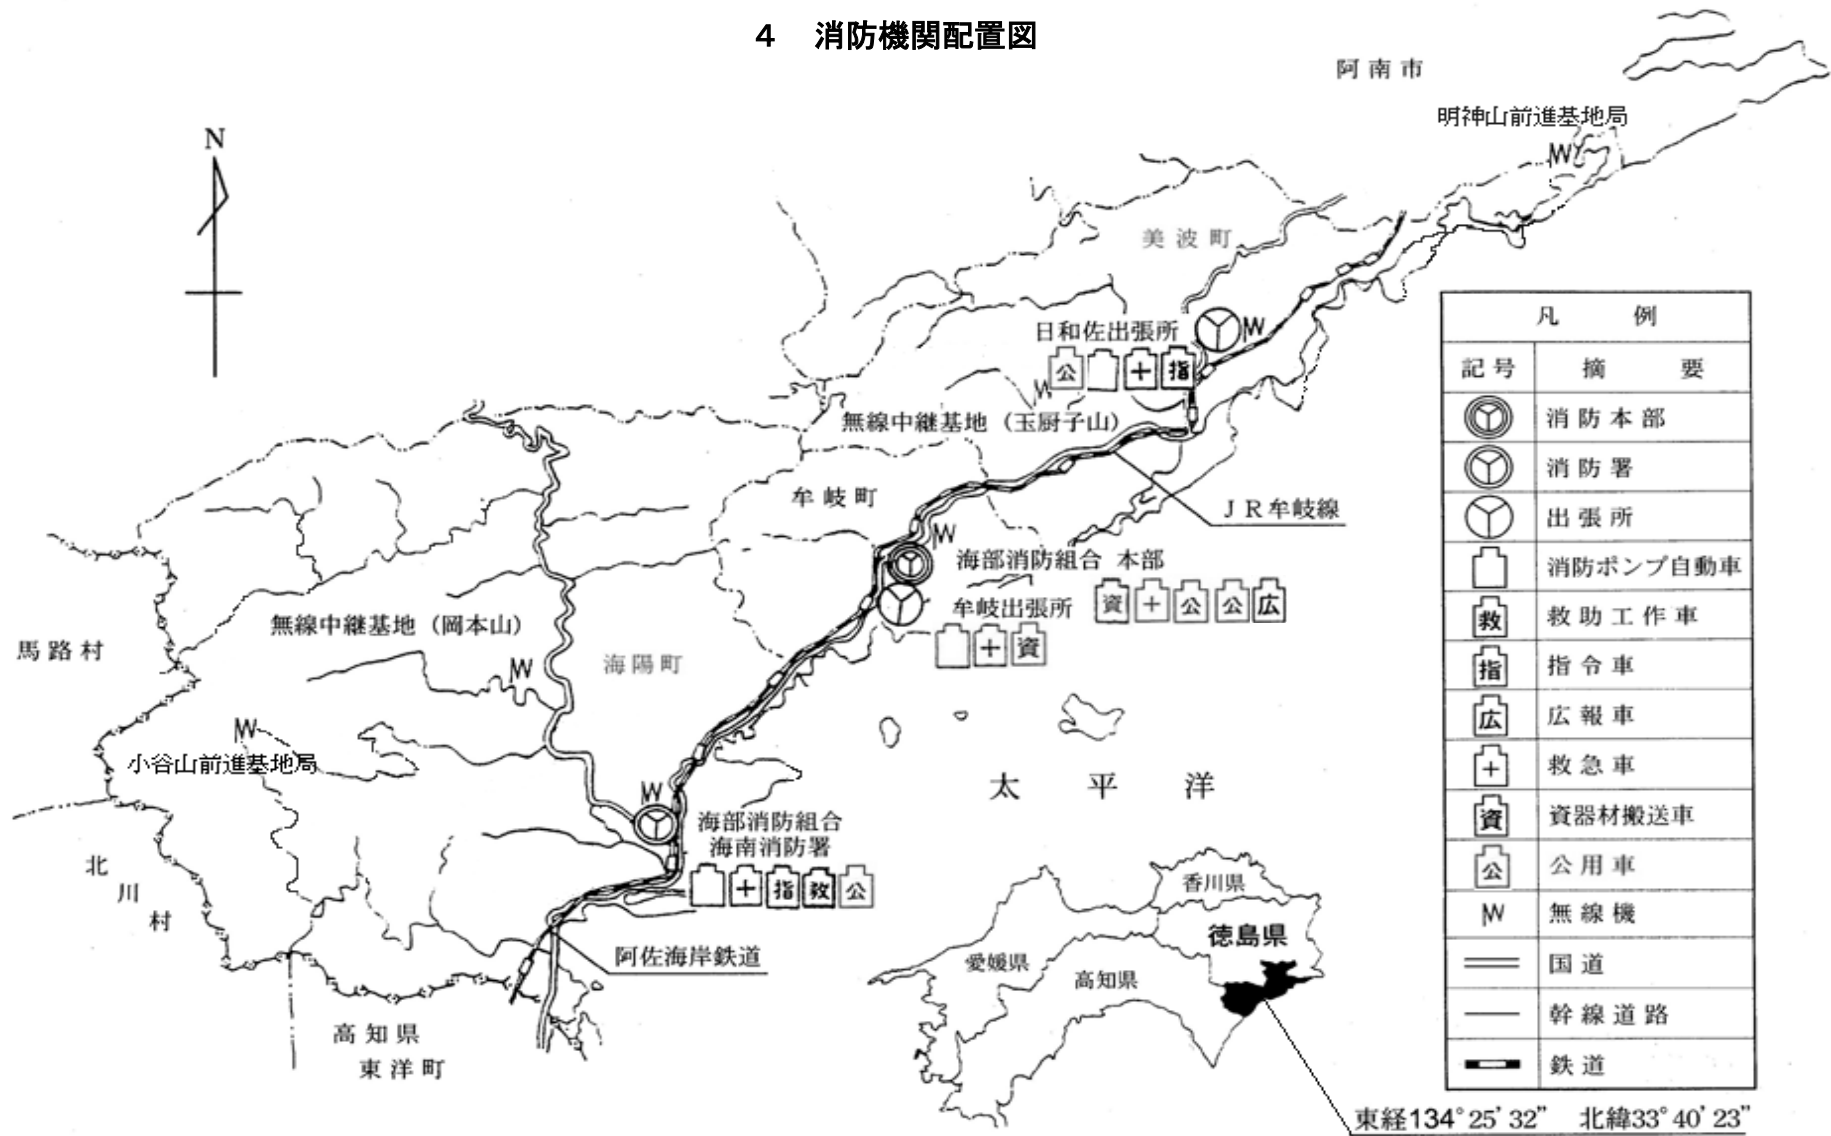 4 消防機関配置図
阿南市
明神山前進基地局
N
美波町
日和佐出張所
公 十 指
無線中継基地(玉厨子山)
牟岐町
JR牟岐線
海部消防組合 本部
資 十 公 公 広
牟岐出張所
十 資
無線中継基地(岡本山)
馬路村
海陽町
小谷山前進基地局
太平洋
海部消防組合
海南消防署
十 指 救 公
北川村
阿佐海岸鉄道
高知県
東洋町
香川県
徳島県
愛媛県
高知県
東経134°25'32" 北緯33°40'23"
凡例
記号 摘要
消防本部
消防署
出張所
消防ポンプ自動車
救 救助工作車
指 指令車
広 広報車
十 救急車
資 資器材搬送車
公 公用車
無線機
国道
幹線道路
鉄道